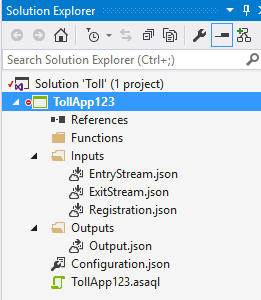 Solution Explorer
Search Solution Explorer (Ctrl+;)
Solution 'Toll' (1 project)
TollApp123
References
Functions
Inputs
EntryStream.json
ExitStream.json
Registration.json
Outputs
Output.json
Configuration.json
TollApp123.asaql